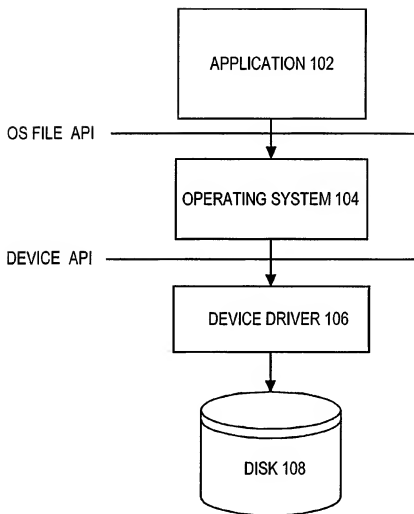 APPLICATION 102
OS FILE API
OPERATING SYSTEM 104
DEVICE API
DEVICE DRIVER 106
DISK 108